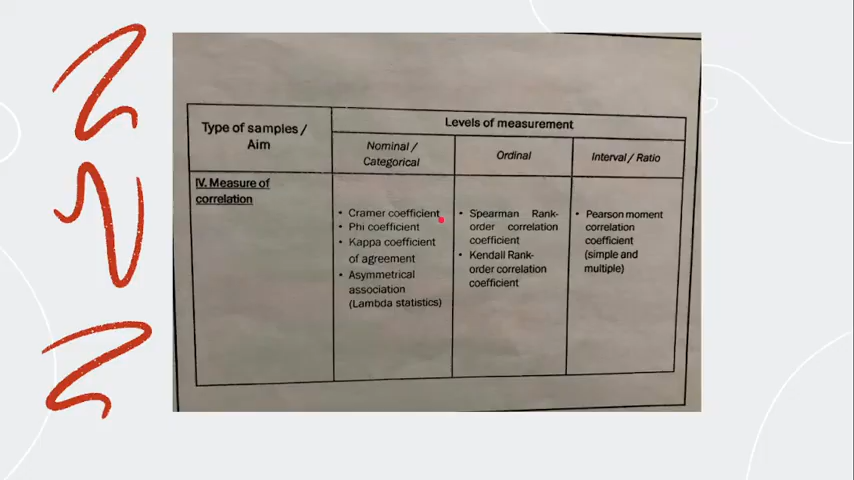 Type of samples /
Aim
Levels of measurement
Nominal /
Categorical
Ordinal
Interval / Ratio
IV. Measure of
correlation
• Cramer coefficient
• Phi coefficient
• Kappa coefficient
of agreement
• Asymmetrical
association
(Lambda statistics)
• Spearman Rank-
order correlation
coefficient
• Kendall Rank-
order correlation
coefficient
• Pearson moment
correlation
coefficient
(simple and
multiple)